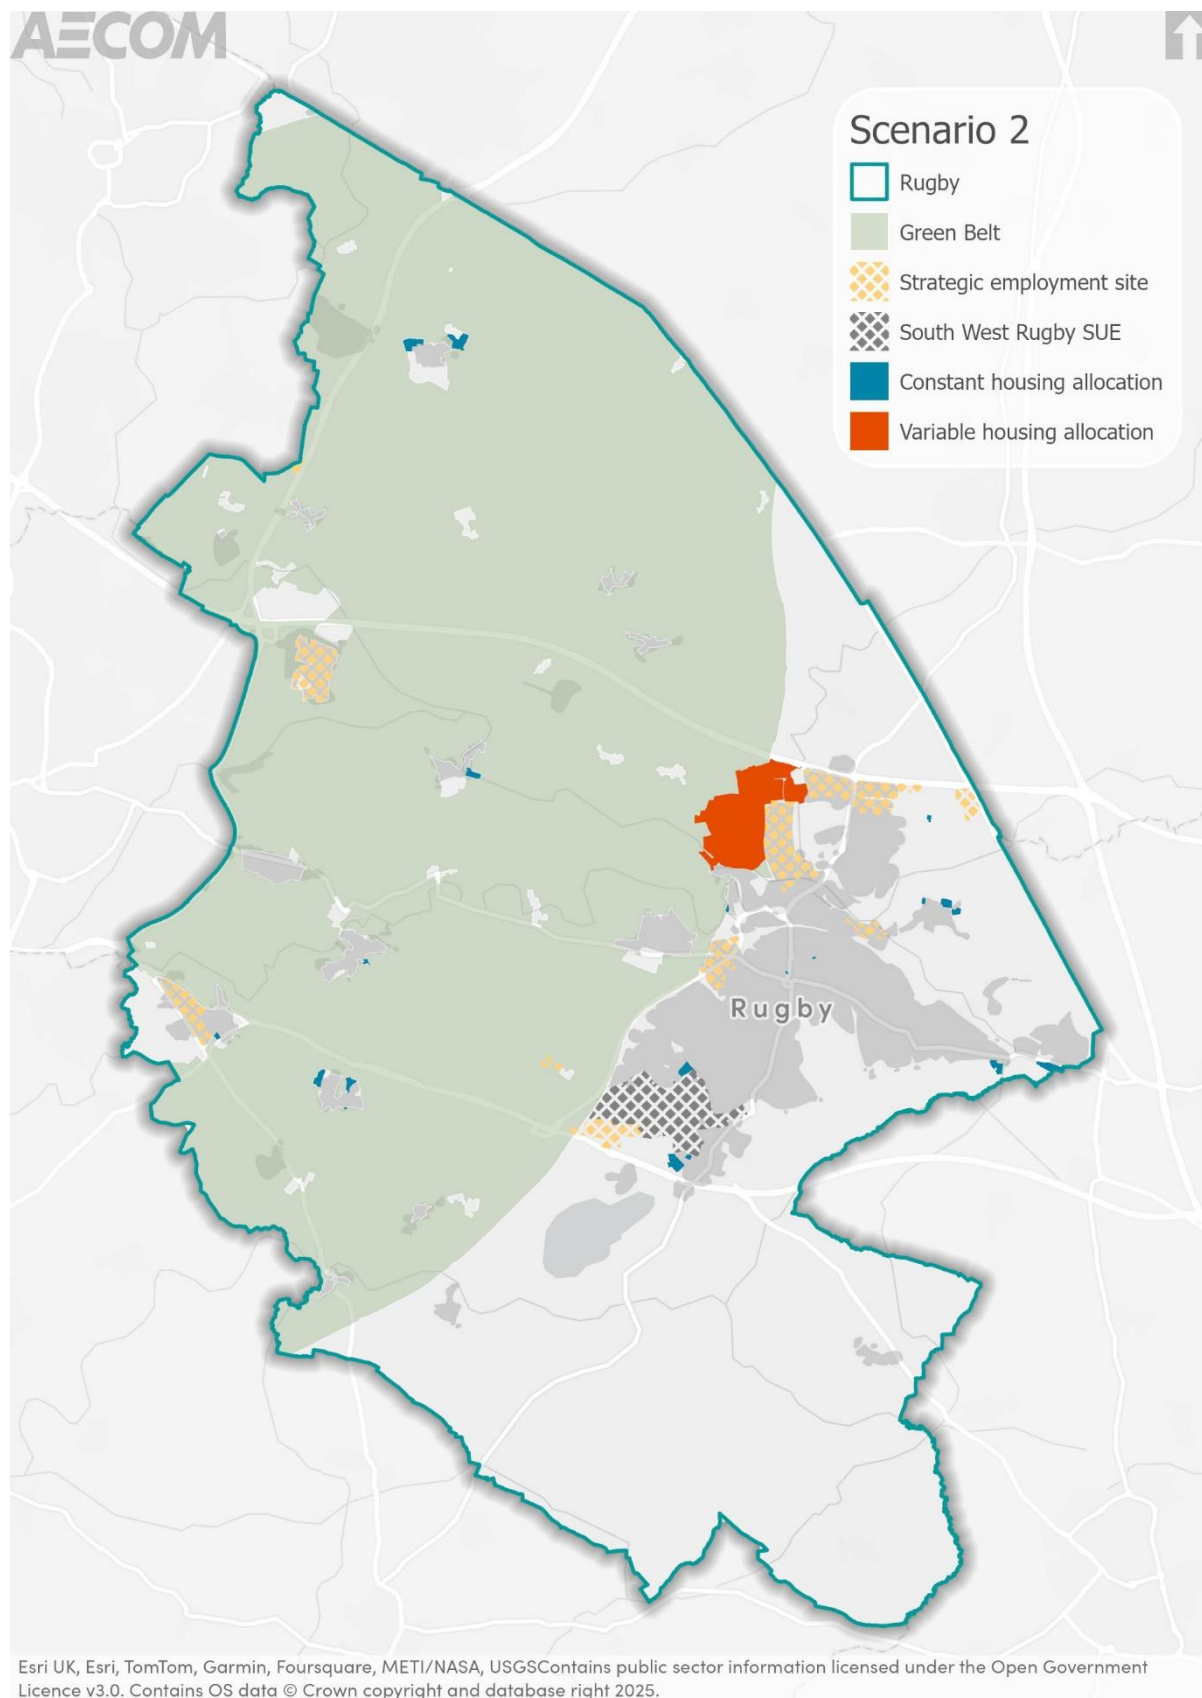 AECOM
Scenario 2
Rugby
Green Belt
Strategic employment site
South West Rugby SUE
Constant housing allocation
Variable housing allocation
Rugby
Esri UK, Esri, TomTom, Garmin, Foursquare, METI/NASA, USGSContains public sector information licensed under the Open Government
Licence v3.0. Contains OS data © Crown copyright and database right 2025.